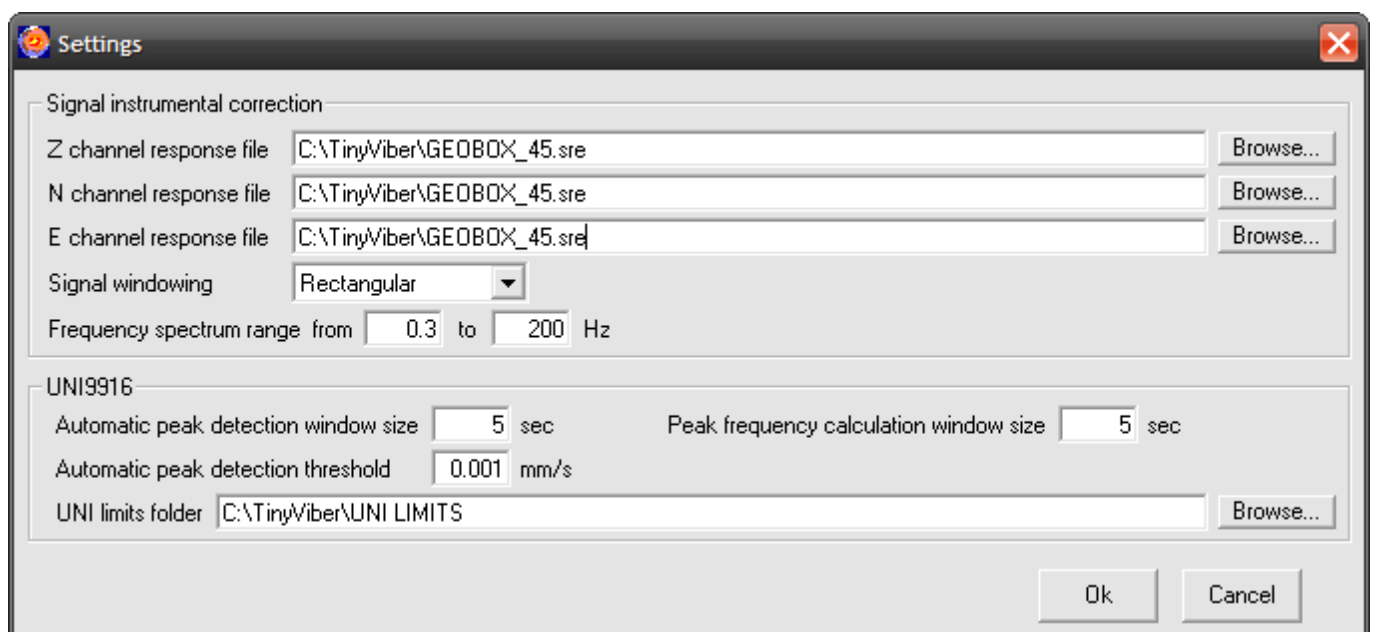 Settings
Signal instrumental correction
Z channel response file C:\TinyViber\GEOBOX_45.sre Browse...
N channel response file C:\TinyViber\GEOBOX_45.sre Browse...
E channel response file C:\TinyViber\GEOBOX_45.sre Browse...
Signal windowing Rectangular
Frequency spectrum range from 0.3 to 200 Hz
UNI9916
Automatic peak detection window size 5 sec Peak frequency calculation window size 5 sec
Automatic peak detection threshold 0.001 mm/s
UNI limits folder C:\TinyViber\UNI LIMITS Browse...
Ok Cancel